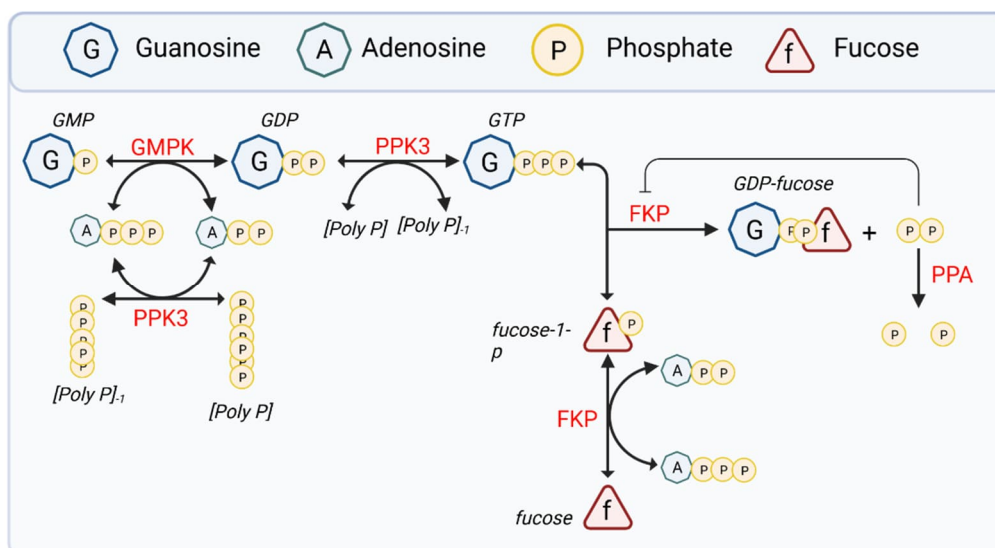 G Guanosine A Adenosine P Phosphate f Fucose
GMP GDP GTP
G P GMPK G P P PPK3 G P P P
GDP-fucose
FKP G P P f + P P
[Poly P] [Poly P]-1
A P P P A P P
PPA
PPK3
P P P P P
P P P P P P
[Poly P]-1
[Poly P]
P P
fucose-1-
p
f P
A P P
FKP
A P P P
fucose f